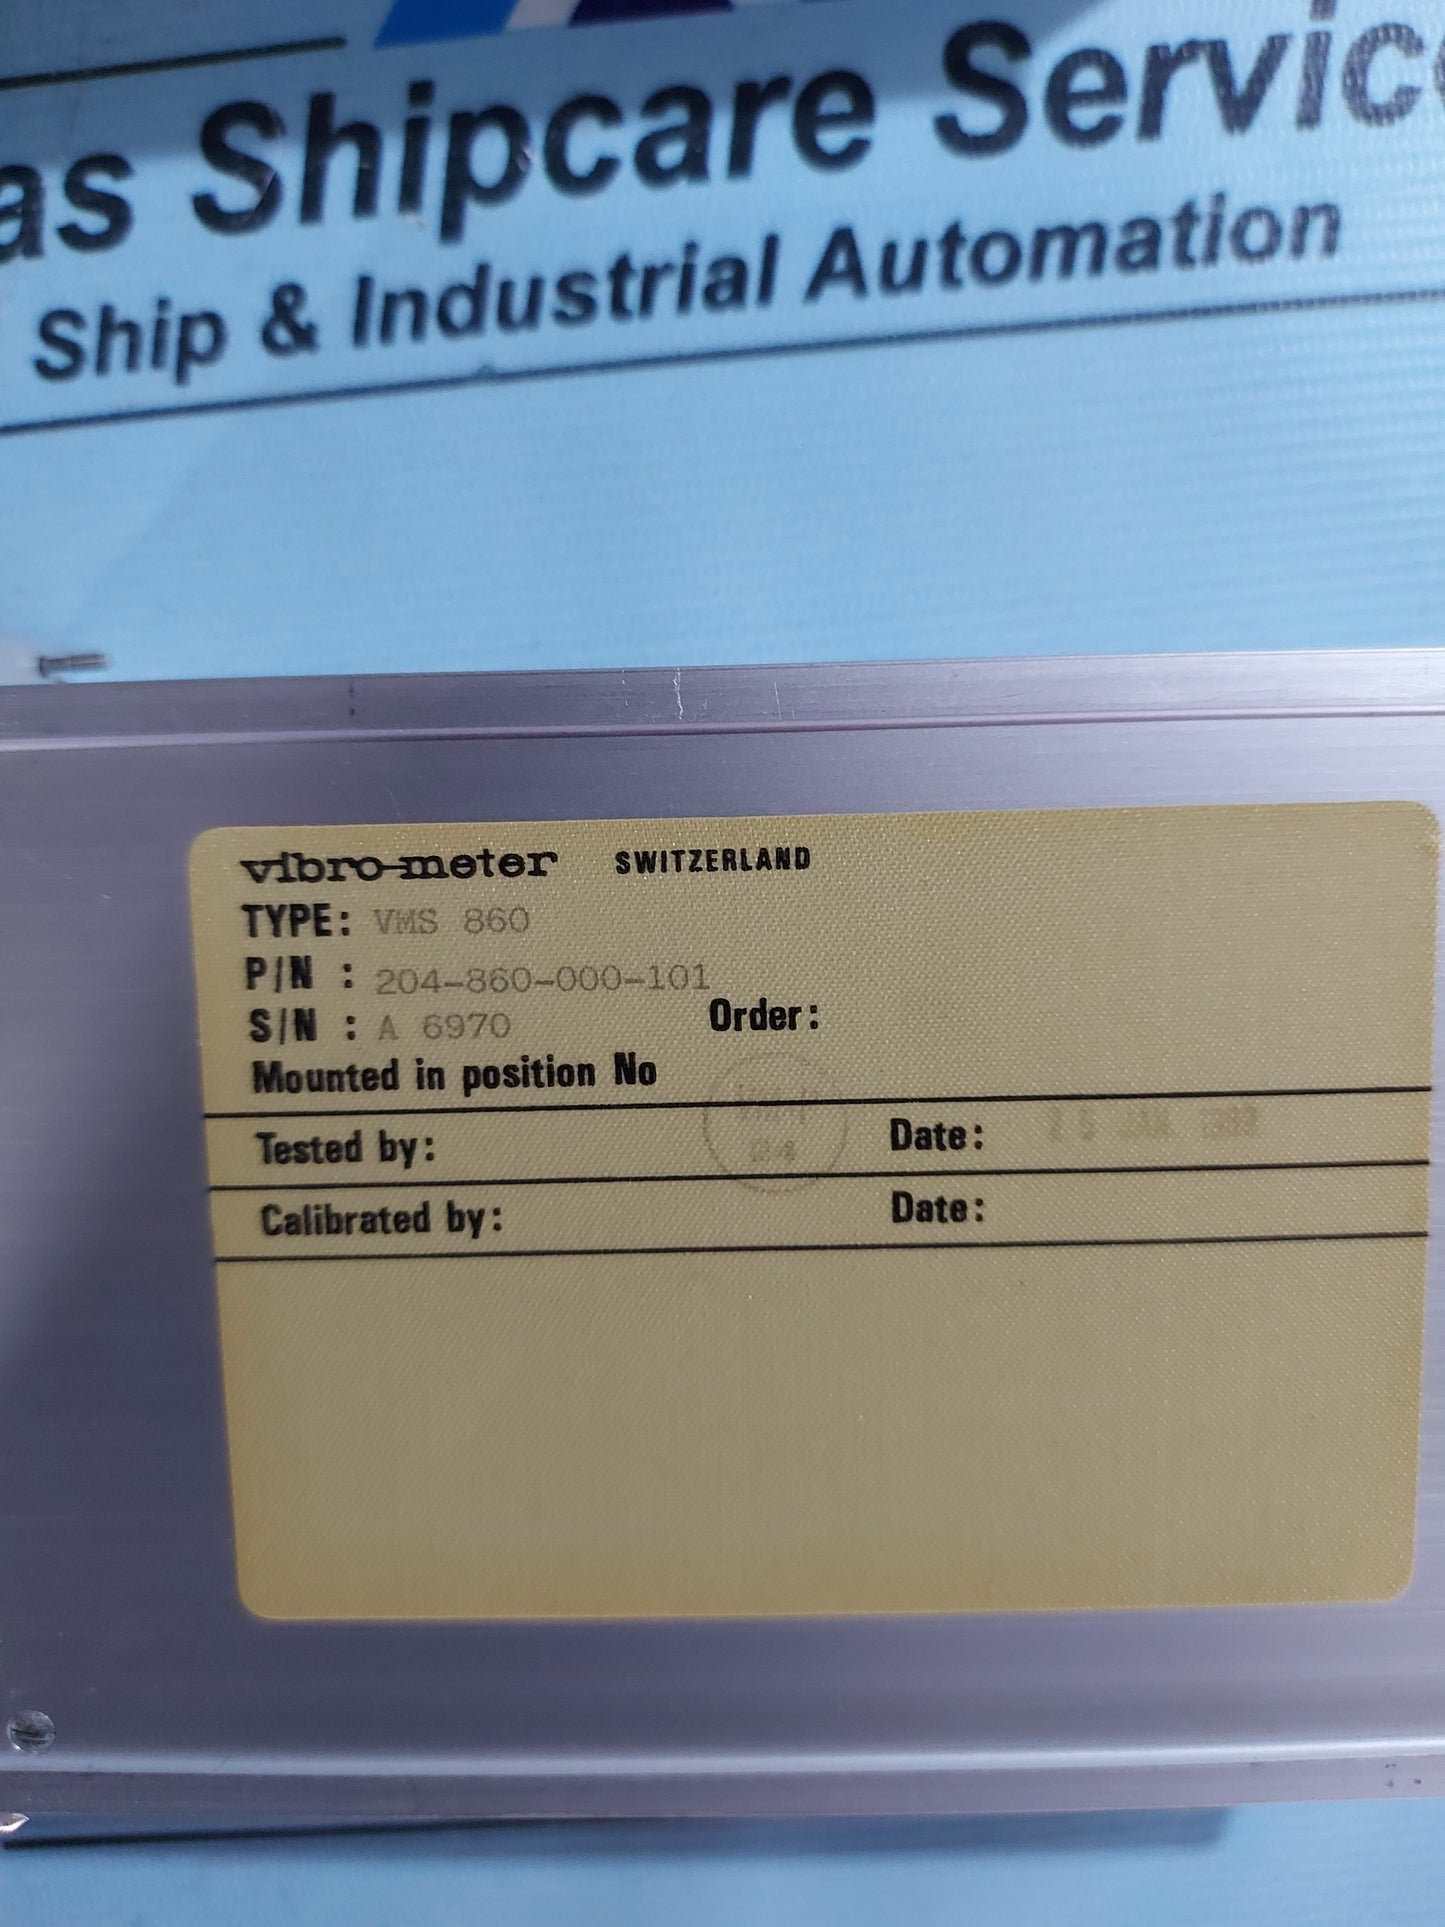 as Shipcare Servic
Ship & Industrial Automation
vibro-meter SWITZERLAND
TYPE: VMS 860
P/N : 204-860-000-101
S/N : A 6970 Order:
Mounted in position No
Tested by: 24 Date:
Calibrated by: Date: